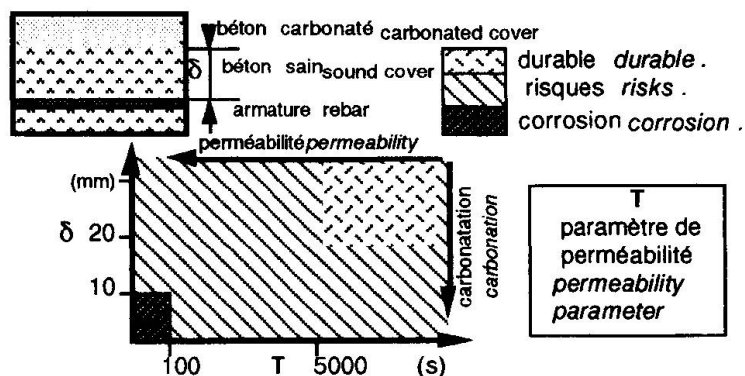 béton carbonaté carbonated cover
δ béton sain sound cover
armature rebar
durable durable .
risques risks .
corrosion corrosion .
perméabilité permeability
(mm)
δ 20
10
100 T 5000 (s)
carbonatation
carbonation
T
paramètre de
perméabilité
permeability
parameter